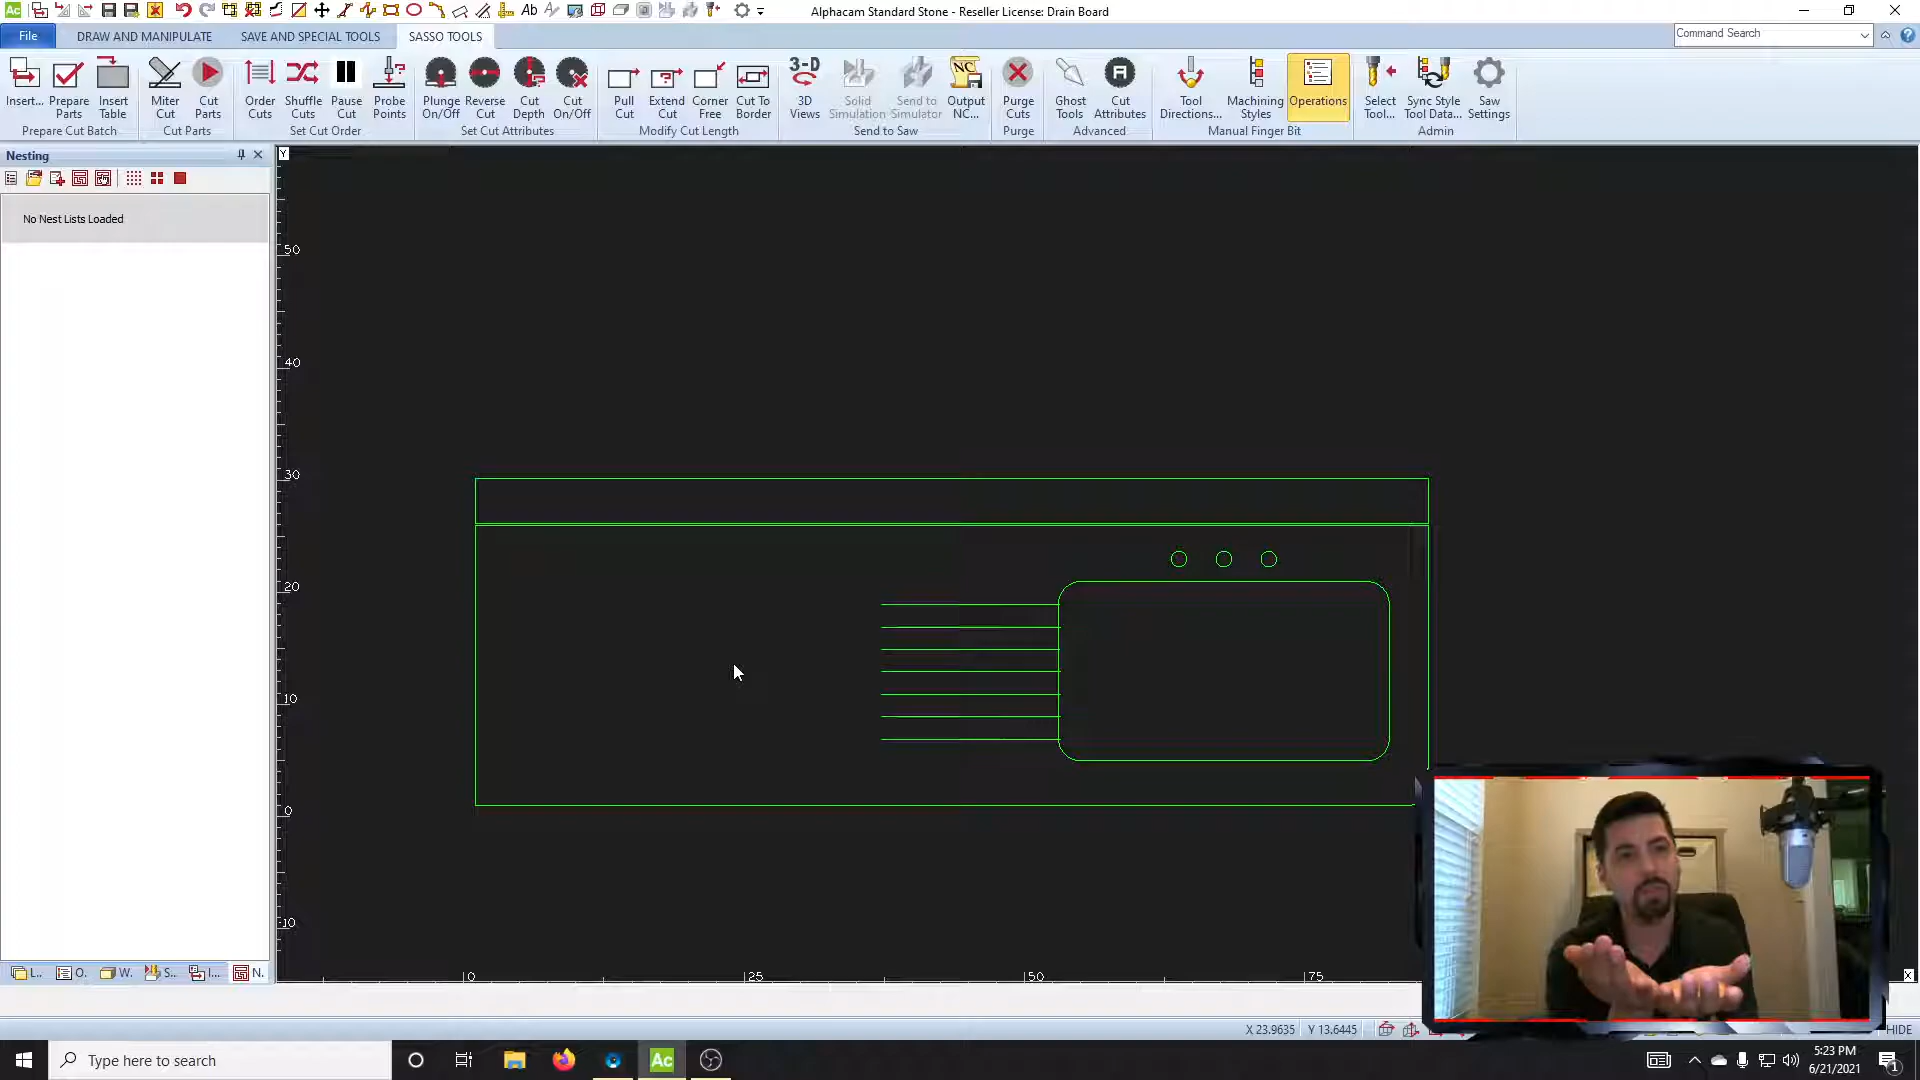 Ac
Ab
Alphacam Standard Stone - Reseller License: Drain Board
File
DRAW AND MANIPULATE
SAVE AND SPECIAL TOOLS
SASSO TOOLS
Command Search
Insert...
Prepare Parts
Insert Table
Miter Cut
Cut Parts
Order Cuts
Shuffle Cuts
Pause Cut
Probe Points
Plunge On/Off
Reverse Cut
Cut Depth
Cut On/Off
Pull Cut
Extend Cut
Corner Free
Cut To Border
3-D
3D Views
Solid Simulation
Send to Simulator
NC
Output NC...
Purge Cuts
Ghost Tools
A
Cut Attributes
Tool Directions...
Machining Styles
Operations
Select Tool...
Sync Style Tool Data...
Saw Settings
Prepare Cut Batch
Cut Parts
Set Cut Order
Set Cut Attributes
Modify Cut Length
Send to Saw
Purge
Advanced
Manual Finger Bit
Admin
Nesting
No Nest Lists Loaded
Y
50
40
30
20
10
0
-10
0
25
50
75
X
L..
O.
W.
S..
I...
N.
X 23.9635
Y 13.6445
HIDE
Type here to search
Ac
5:23 PM
6/21/2021
1